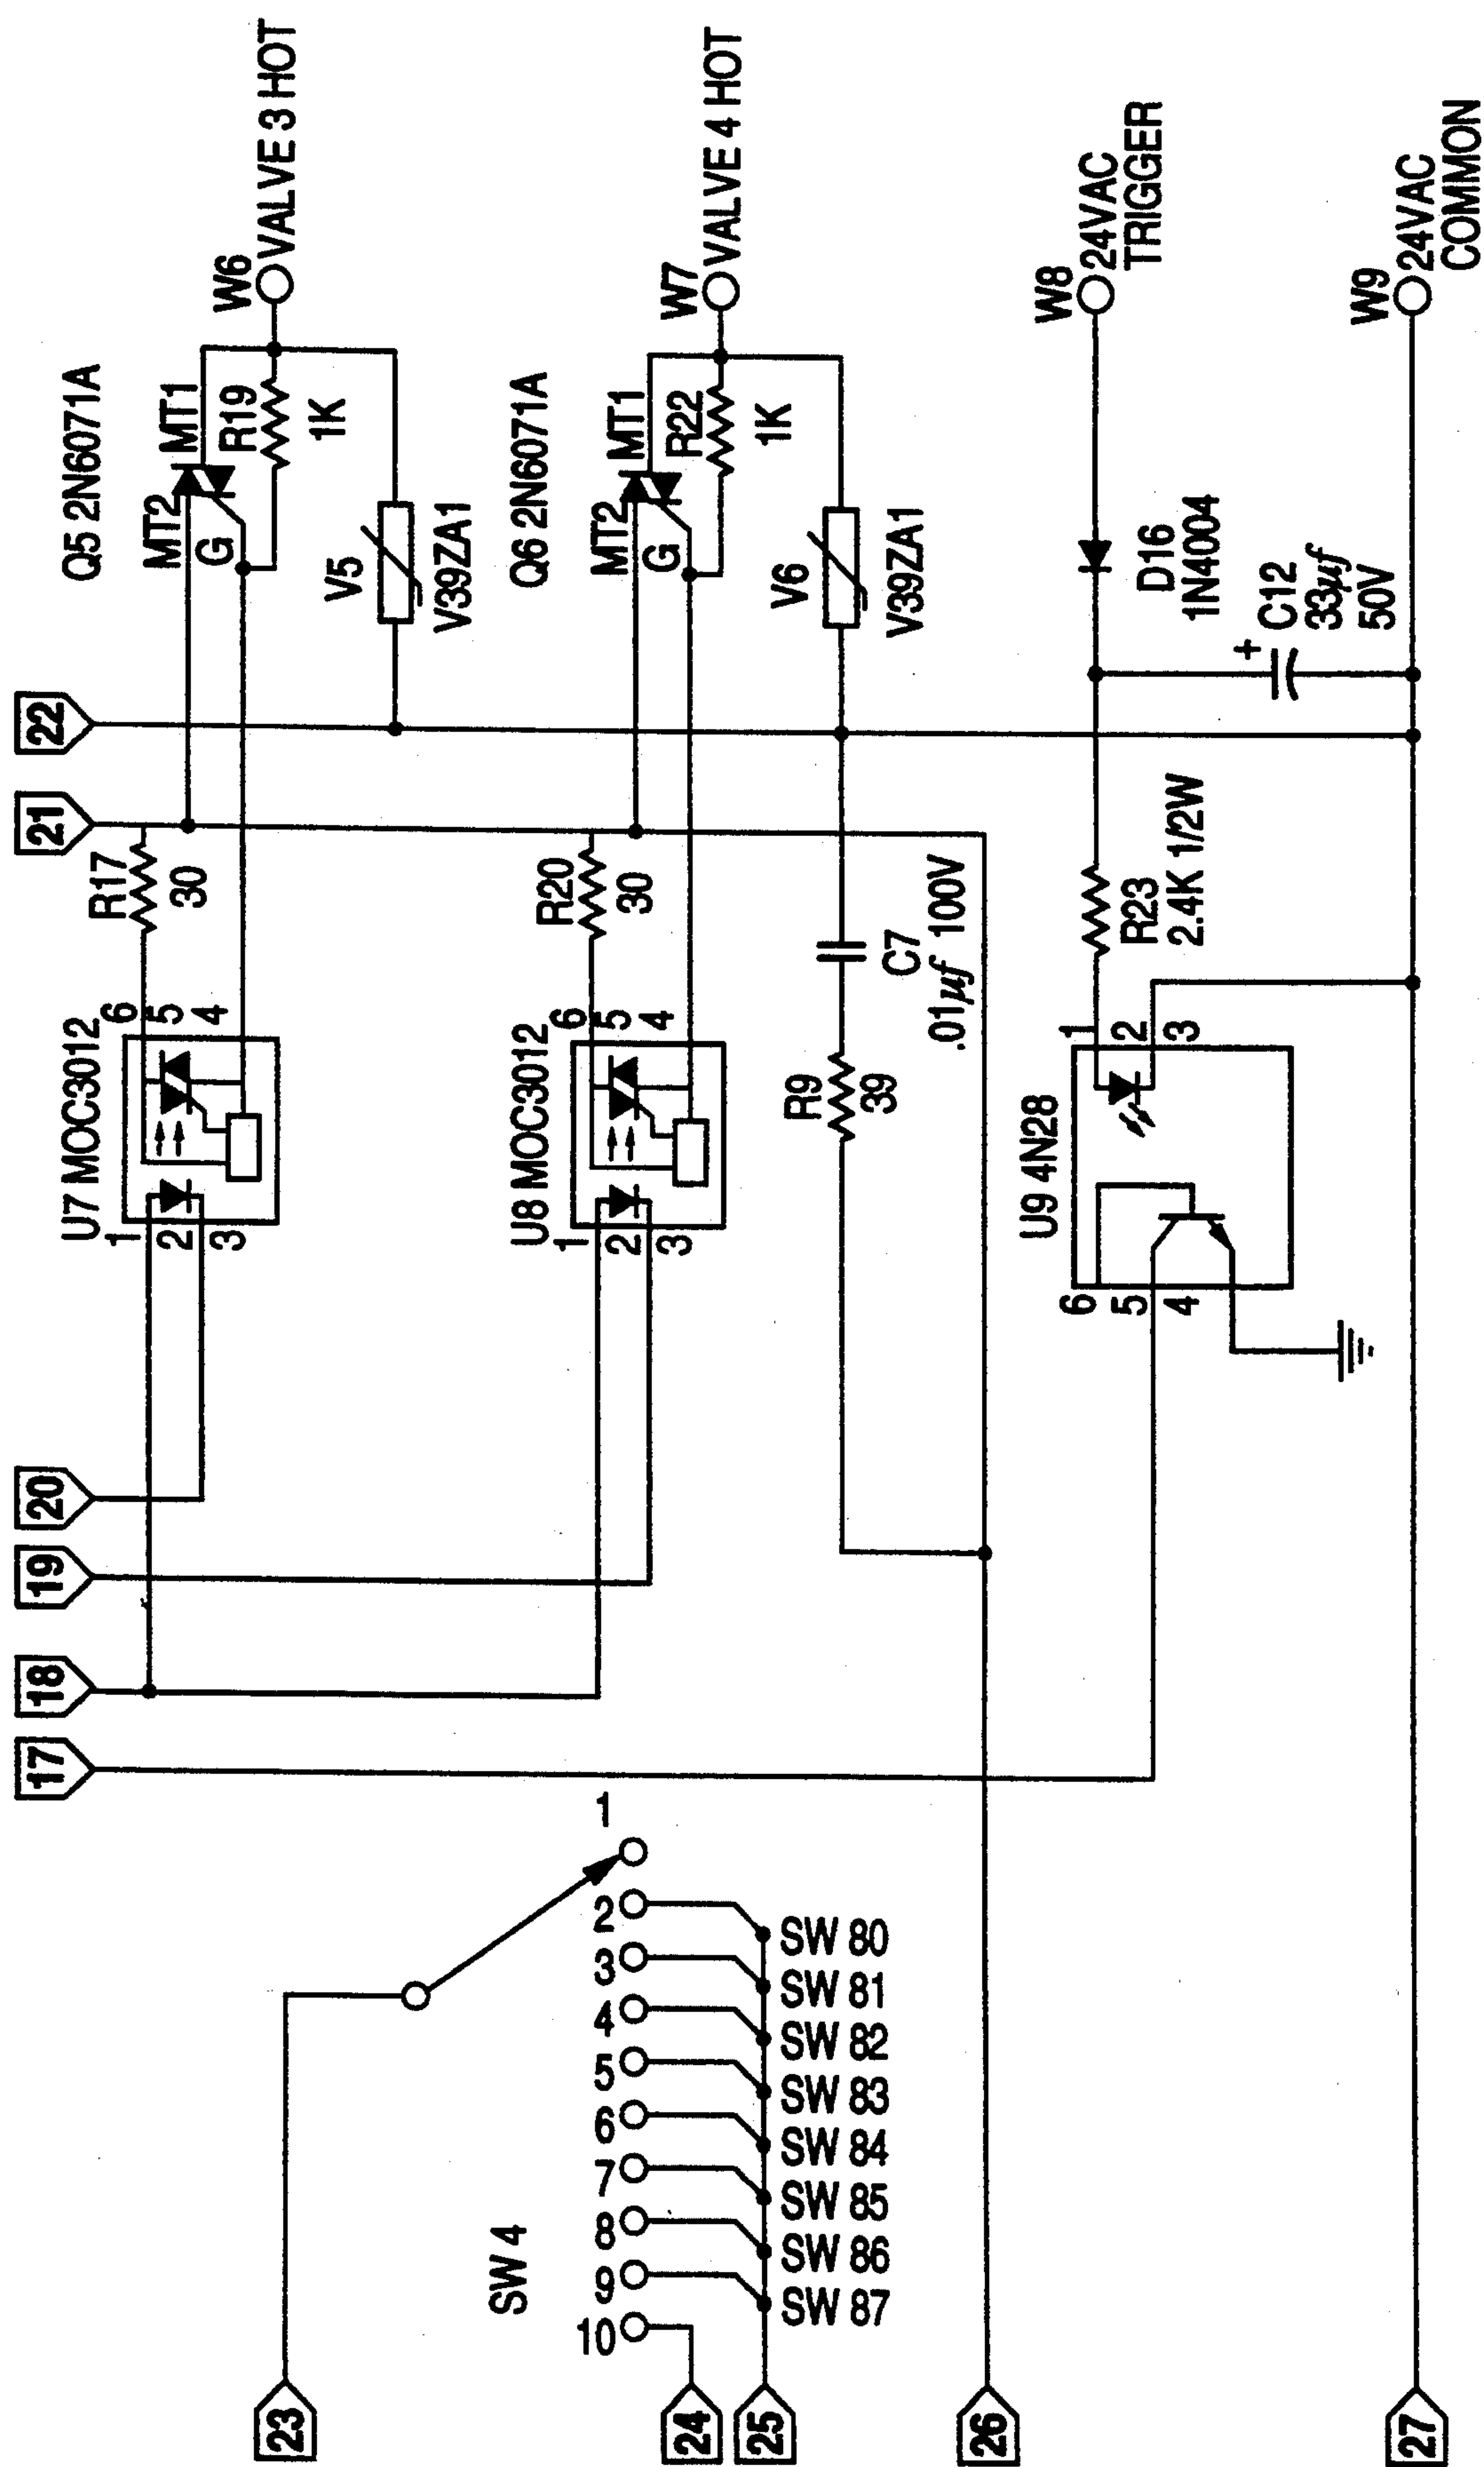 17
18
19
20
21
22
U7 MOC3012
1
2
3
6
5
4
R17
30
Q5 2N6071A
MT2
MT1
G
R19
1K
V5
V39ZA1
W6
VALVE 3 HOT
U8 MOC3012
1
2
3
6
5
4
R20
30
Q6 2N6071A
MT2
MT1
G
R22
1K
V6
V39ZA1
W7
VALVE 4 HOT
R9
39
C7
.01µf 100V
U9 4N28
6
5
4
1
2
3
R23
2.4K 1/2W
D16
1N4004
+
C12
33µf
50V
W8
24VAC
TRIGGER
W9
24VAC
COMMON
SW 4
10
9
8
7
6
5
4
3
2
1
SW 87
SW 86
SW 85
SW 84
SW 83
SW 82
SW 81
SW 80
23
24
25
26
27